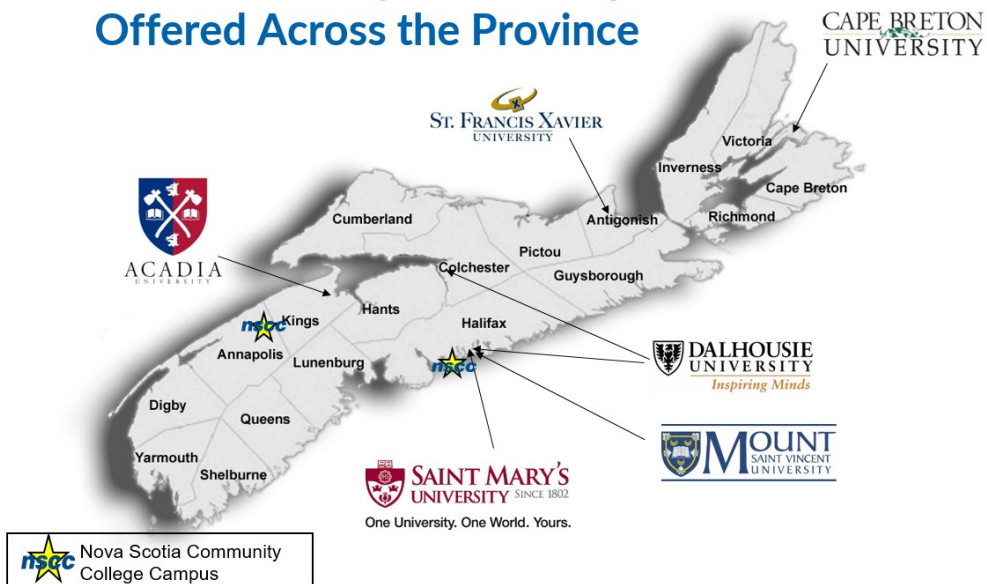 Offered Across the Province
CAPE BRETON
UNIVERSITY
ST. FRANCIS XAVIER
UNIVERSITY
Victoria
Inverness
Cape Breton
Richmond
Antigonish
Cumberland
Pictou
Colchester
Guysborough
ACADIA
UNIVERSITY
Hants
Kings
nscc
Halifax
Annapolis
Lunenburg
nscc
DALHOUSIE
UNIVERSITY
Inspiring Minds
Digby
Queens
Yarmouth
Shelburne
MOUNT
SAINT VINCENT
UNIVERSITY
SAINT MARY'S
UNIVERSITY SINCE 1802
One University. One World. Yours.
nscc Nova Scotia Community
College Campus